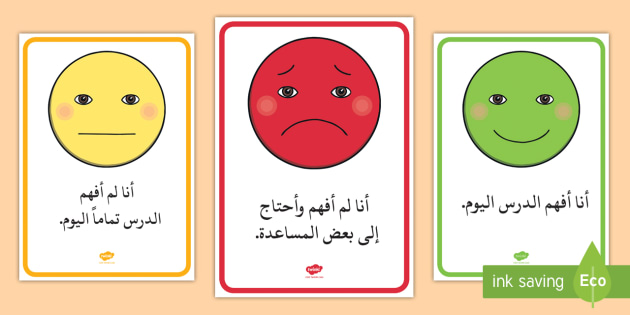 أنا لم أفهم
الدرس تماماً اليوم.
أنا لم أفهم وأحتاج
إلى بعض المساعدة.
أنا أفهم الدرس اليوم.
twinkl
ink saving
Eco